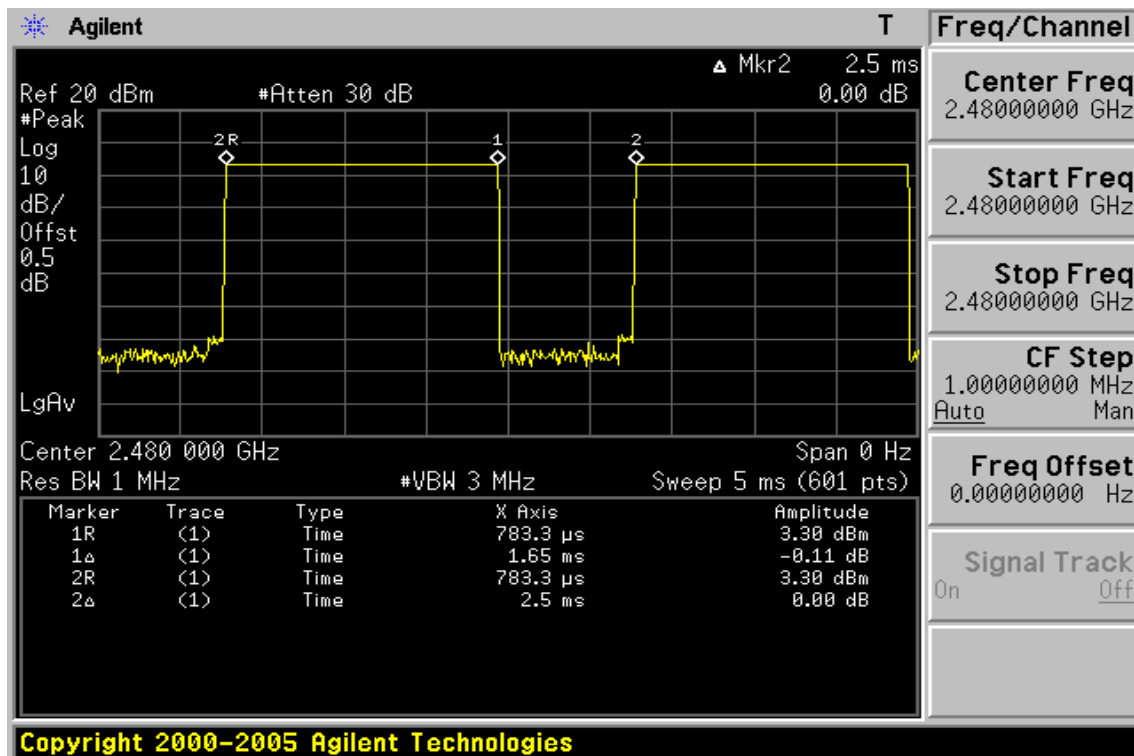 Agilent T
Δ Mkr2 2.5 ms
Ref 20 dBm #Atten 30 dB 0.00 dB
#Peak
Log
10
dB/
Offst
0.5
dB
LgAv
2R 1 2
Center 2.480 000 GHz Span 0 Hz
Res BW 1 MHz #VBW 3 MHz Sweep 5 ms (601 pts)
Marker Trace Type X Axis Amplitude
1R (1) Time 783.3 µs 3.30 dBm
1Δ (1) Time 1.65 ms -0.11 dB
2R (1) Time 783.3 µs 3.30 dBm
2Δ (1) Time 2.5 ms 0.00 dB
Freq/Channel
Center Freq
2.48000000 GHz
Start Freq
2.48000000 GHz
Stop Freq
2.48000000 GHz
CF Step
1.00000000 MHz
Auto Man
Freq Offset
0.00000000 Hz
Signal Track
On Off
Copyright 2000-2005 Agilent Technologies